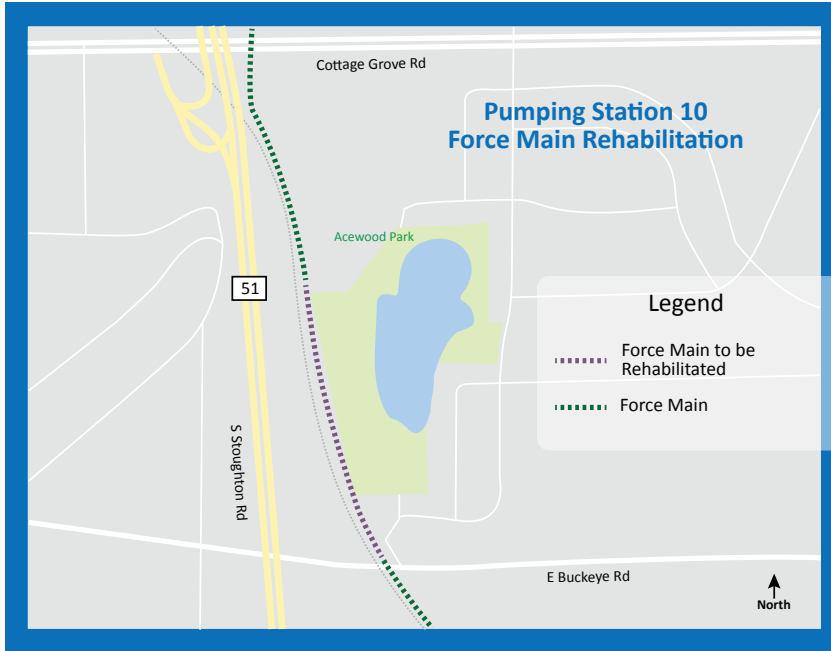 Cottage Grove Rd
Pumping Station 10
Force Main Rehabilitation
Acewood Park
51
Legend
Force Main to be
Rehabilitated
Force Main
S Stoughton Rd
E Buckeye Rd
North